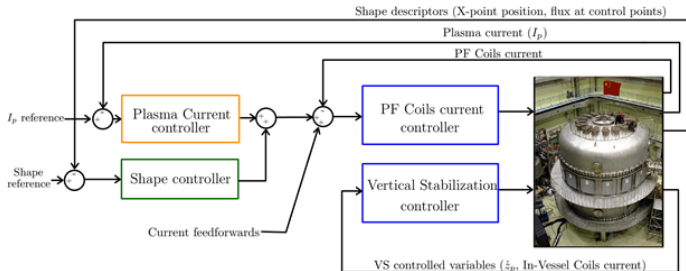 Shape descriptors (X-point position, flux at control points)
Plasma current (Ip)
PF Coils current
Ip reference
Plasma Current
controller
PF Coils current
controller
Shape
reference
Shape controller
Vertical Stabilization
controller
Current feedforwards
VS controlled variables (żp, In-Vessel Coils current)